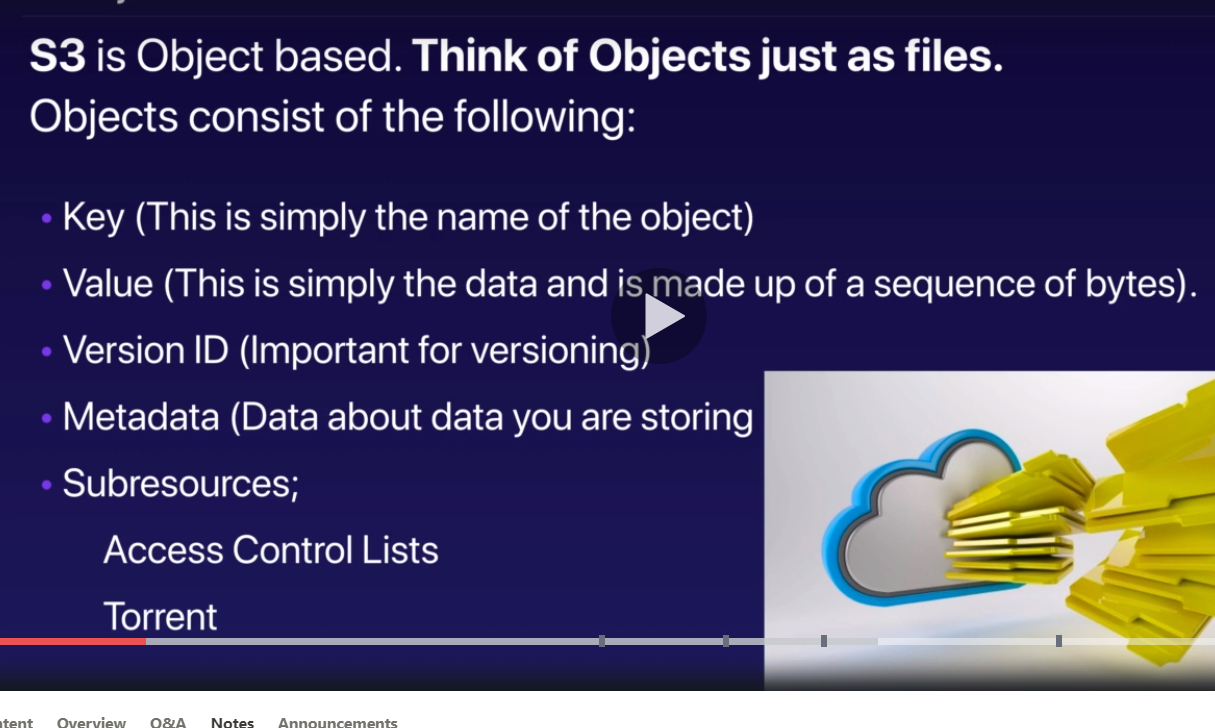 S3 is Object based. Think of Objects just as files.
Objects consist of the following:
• Key (This is simply the name of the object)
• Value (This is simply the data and is made up of a sequence of bytes).
• Version ID (Important for versioning)
• Metadata (Data about data you are storing
• Subresources;
Access Control Lists
Torrent
Overview Q&A Notes Announcements